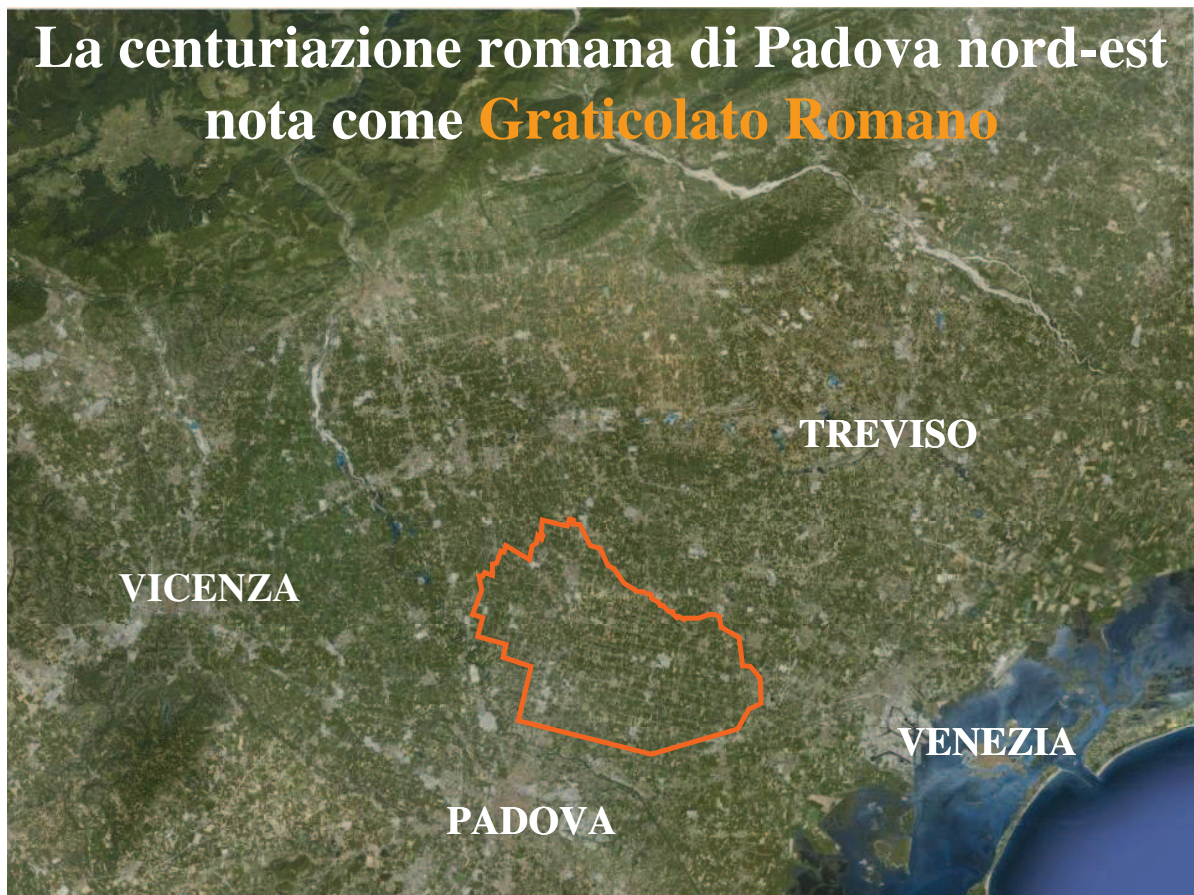 La centuriazione romana di Padova nord-est
nota come Graticolato Romano
TREVISO
VICENZA
VENEZIA
PADOVA